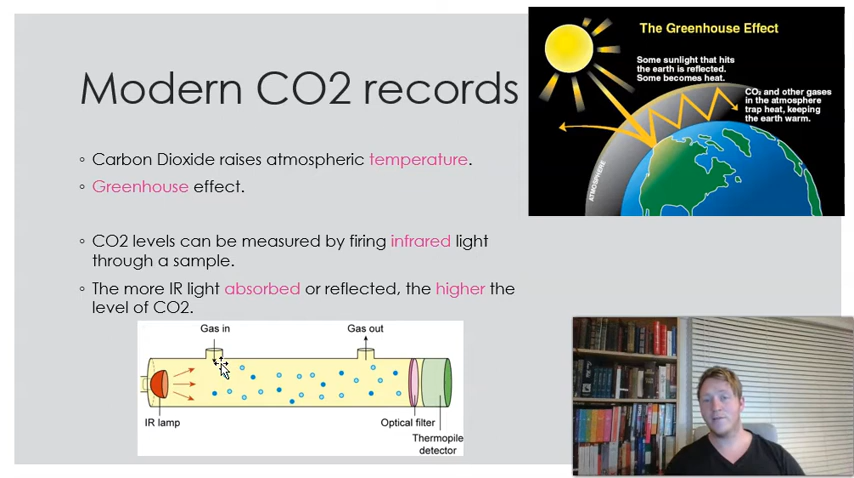 Modern CO2 records
Carbon Dioxide raises atmospheric temperature.
Greenhouse effect.
CO2 levels can be measured by firing infrared light
through a sample.
The more IR light absorbed or reflected, the higher the
level of CO2.
Gas in
Gas out
IR lamp
Optical filter
Thermopile
detector
The Greenhouse Effect
Some sunlight that hits
the earth is reflected.
Some becomes heat.
CO₂ and other gases
in the atmosphere
trap heat, keeping
the earth warm.
ATMOSPHERE